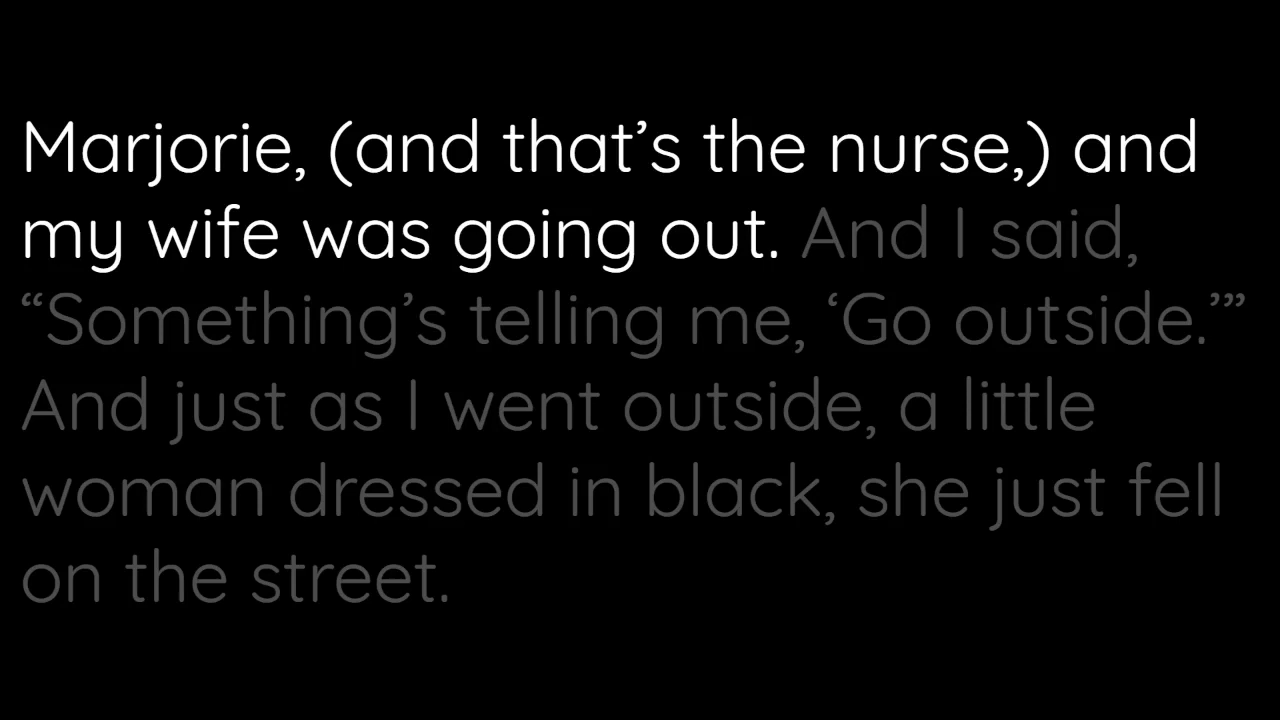 Marjorie, (and that’s the nurse,) and
my wife was going out. And I said,
“Something’s telling me, ‘Go outside.’”
And just as I went outside, a little
woman dressed in black, she just fell
on the street.